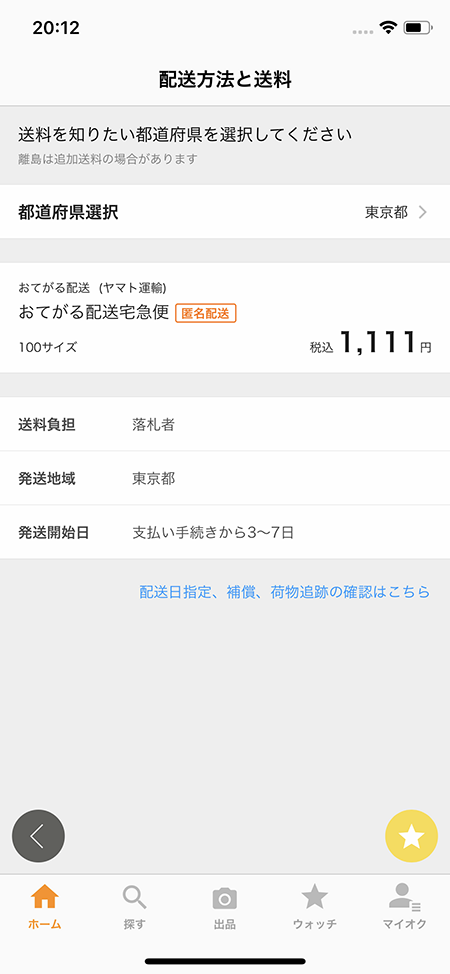 20:12
配送方法と送料
送料を知りたい都道府県を選択してください
離島は追加送料の場合があります
都道府県選択 東京都
おてがる配送 (ヤマト運輸)
おてがる配送宅急便 匿名配送
100サイズ 税込 1,111 円
送料負担 落札者
発送地域 東京都
発送開始日 支払い手続きから3〜7日
配送日指定、補償、荷物追跡の確認はこちら
ホーム 探す 出品 ウォッチ マイオク